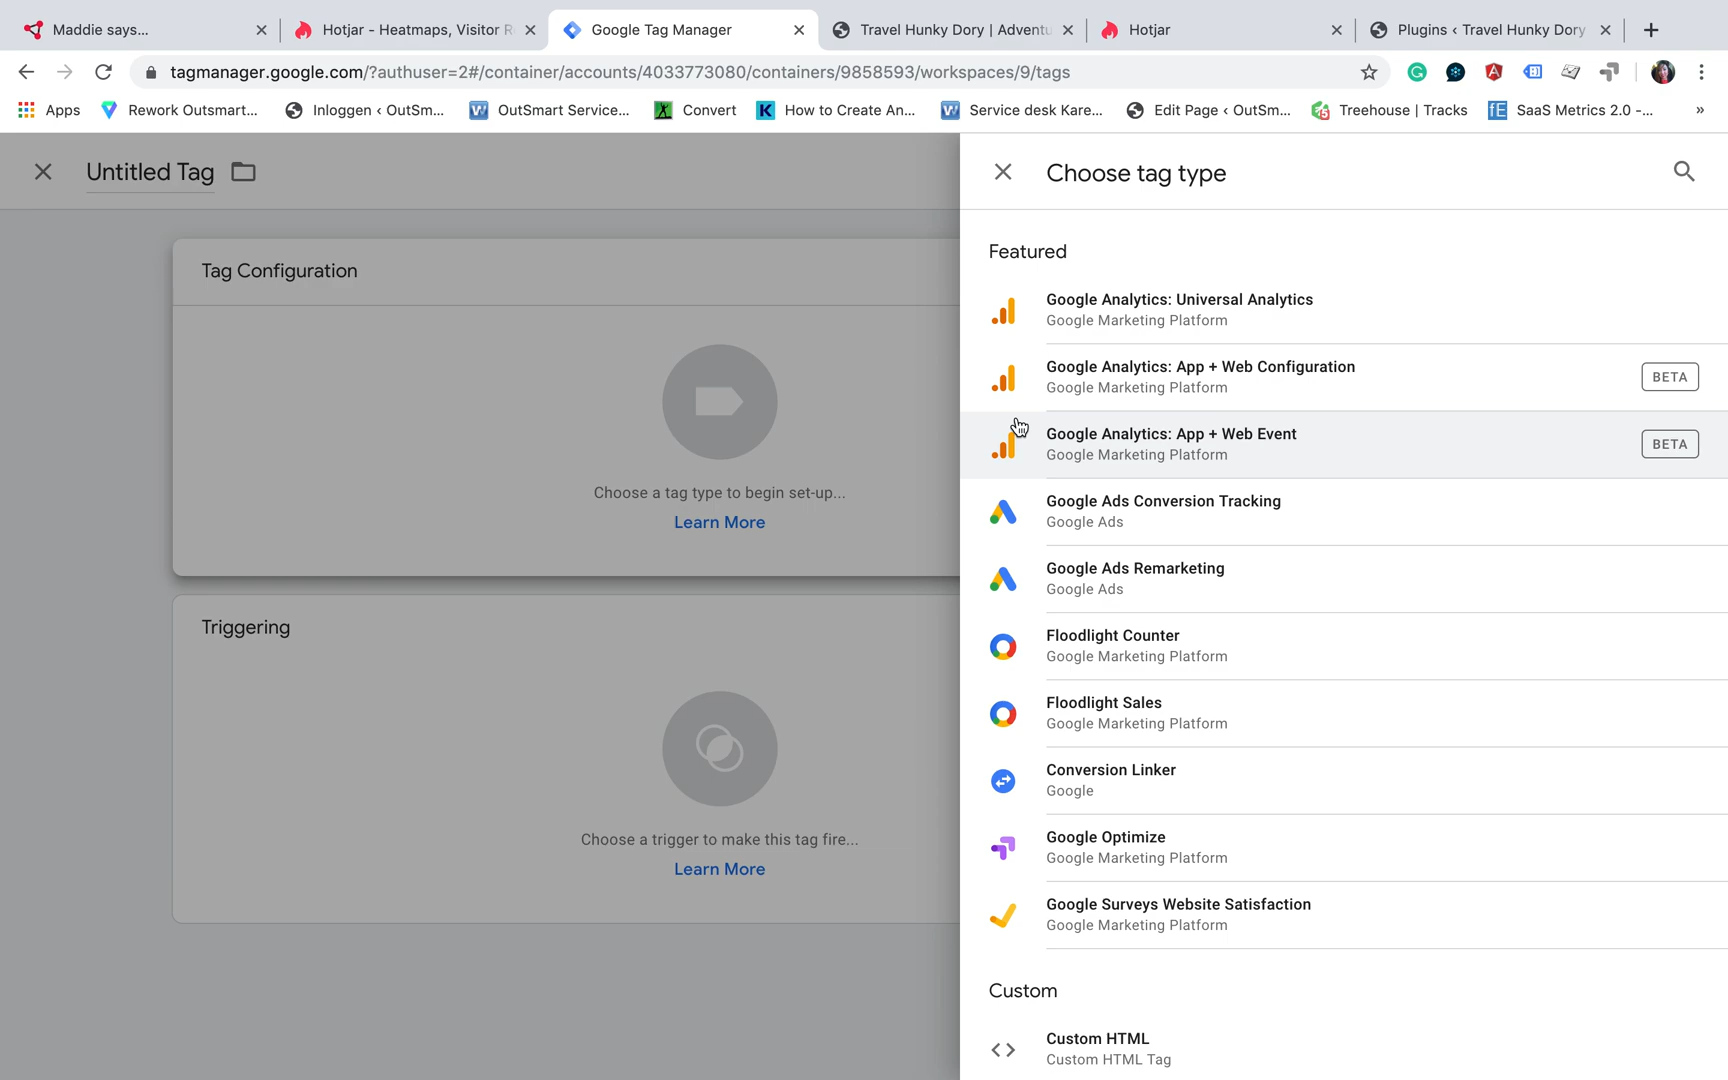 Maddie says...
Hotjar - Heatmaps, Visitor R
Google Tag Manager
Travel Hunky Dory | Adventu
Hotjar
Plugins ‹ Travel Hunky Dory
tagmanager.google.com/?authuser=2#/container/accounts/4033773080/containers/9858593/workspaces/9/tags
Apps
Rework Outsmart...
Inloggen ‹ OutSm...
OutSmart Service...
Convert
How to Create An...
Service desk Kare...
Edit Page ‹ OutSm...
Treehouse | Tracks
SaaS Metrics 2.0 -...
»
Untitled Tag
Tag Configuration
Choose a tag type to begin set-up...
Learn More
Triggering
Choose a trigger to make this tag fire...
Learn More
Choose tag type
Featured
Google Analytics: Universal Analytics
Google Marketing Platform
Google Analytics: App + Web Configuration
Google Marketing Platform
BETA
Google Analytics: App + Web Event
Google Marketing Platform
BETA
Google Ads Conversion Tracking
Google Ads
Google Ads Remarketing
Google Ads
Floodlight Counter
Google Marketing Platform
Floodlight Sales
Google Marketing Platform
Conversion Linker
Google
Google Optimize
Google Marketing Platform
Google Surveys Website Satisfaction
Google Marketing Platform
Custom
Custom HTML
Custom HTML Tag